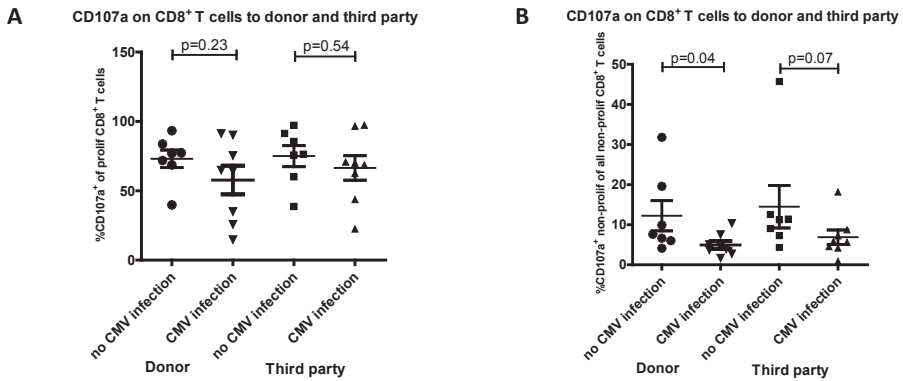 A
CD107a on CD8+ T cells to donor and third party
%CD107a+ of prolif CD8+ T cells
150
100
50
0
p=0.23
p=0.54
no CMV infection
CMV infection
no CMV infection
CMV infection
Donor
Third party
B
CD107a on CD8+ T cells to donor and third party
%CD107a+ non-prolif of all non-prolif CD8+ T cells
50
40
30
20
10
0
p=0.04
p=0.07
no CMV infection
CMV infection
no CMV infection
CMV infection
Donor
Third party